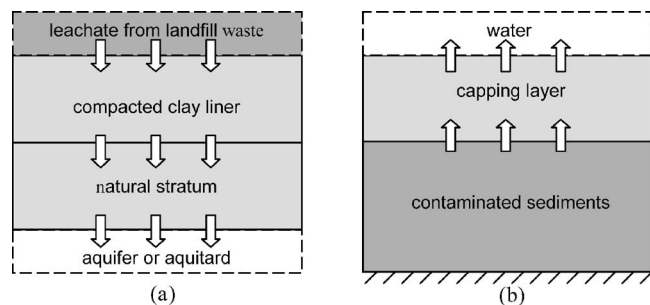 leachate from landfill waste
compacted clay liner
natural stratum
aquifer or aquitard
(a)
water
capping layer
contaminated sediments
(b)